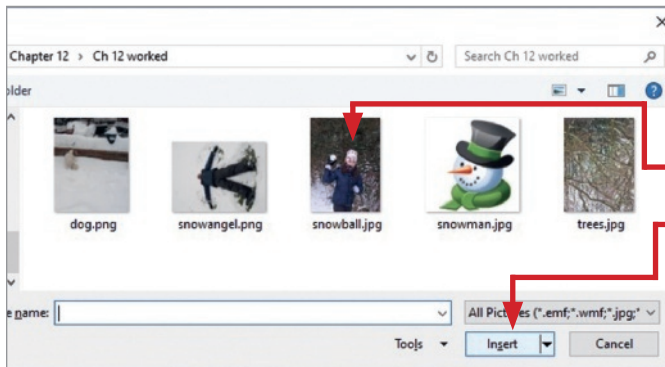 Chapter 12 > Ch 12 worked
Search Ch 12 worked
older
dog.png
snowangel.png
snowball.jpg
snowman.jpg
trees.jpg
e name:
All Pictures (*.emf;*.wmf;*.jpg;*
Tools
Insert
Cancel